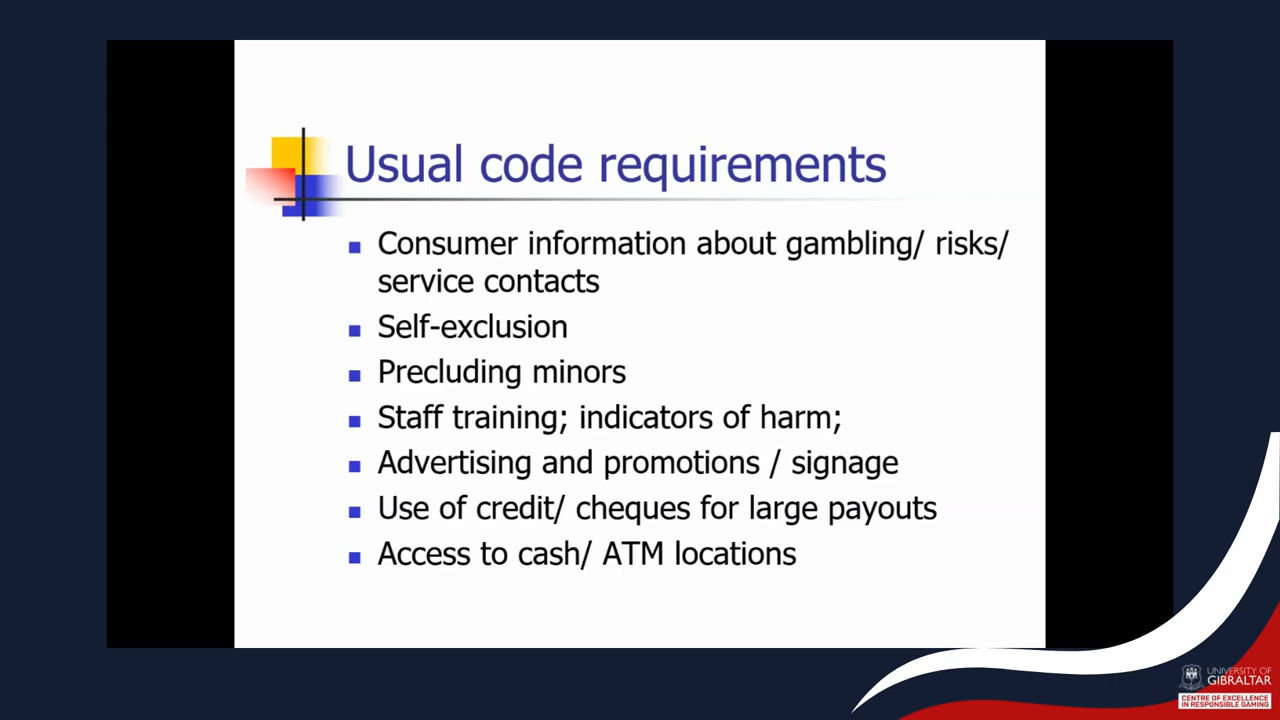 Usual code requirements
Consumer information about gambling/ risks/
service contacts
Self-exclusion
Precluding minors
Staff training; indicators of harm;
Advertising and promotions / signage
Use of credit/ cheques for large payouts
Access to cash/ ATM locations
UNIVERSITY OF
GIBRALTAR
CENTRE OF EXCELLENCE
IN RESPONSIBLE GAMING